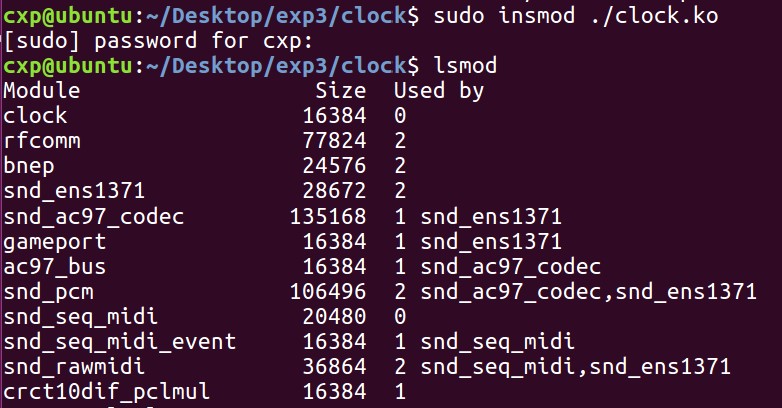 cxp@ubuntu:~/Desktop/exp3/clock$ sudo insmod ./clock.ko
[sudo] password for cxp:
cxp@ubuntu:~/Desktop/exp3/clock$ lsmod
Module Size Used by
clock 16384 0
rfcomm 77824 2
bnep 24576 2
snd_ens1371 28672 2
snd_ac97_codec 135168 1 snd_ens1371
gameport 16384 1 snd_ens1371
ac97_bus 16384 1 snd_ac97_codec
snd_pcm 106496 2 snd_ac97_codec,snd_ens1371
snd_seq_midi 20480 0
snd_seq_midi_event 16384 1 snd_seq_midi
snd_rawmidi 36864 2 snd_seq_midi,snd_ens1371
crct10dif_pclmul 16384 1